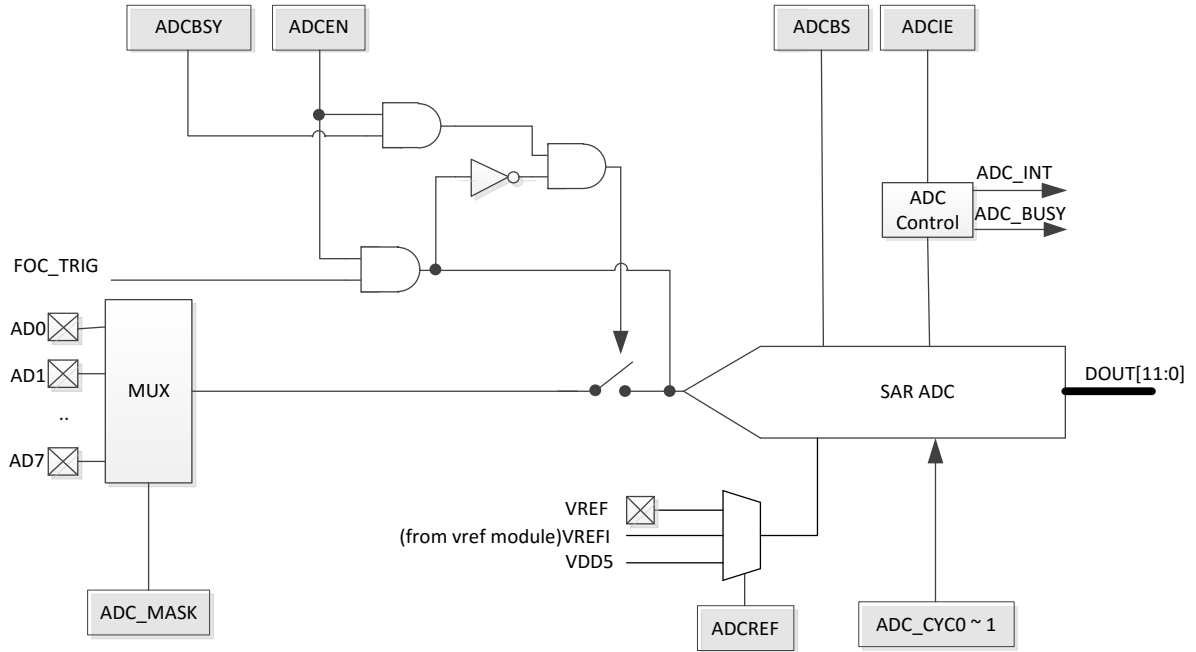 ADCBSY
ADCEN
ADCBS
ADCIE
ADC_INT
ADC
Control
ADC_BUSY
FOC_TRIG
AD0
AD1
MUX
..
AD7
SAR ADC
DOUT[11:0]
VREF
(from vref module)VREFI
VDD5
ADC_MASK
ADCREF
ADC_CYC0 ~ 1